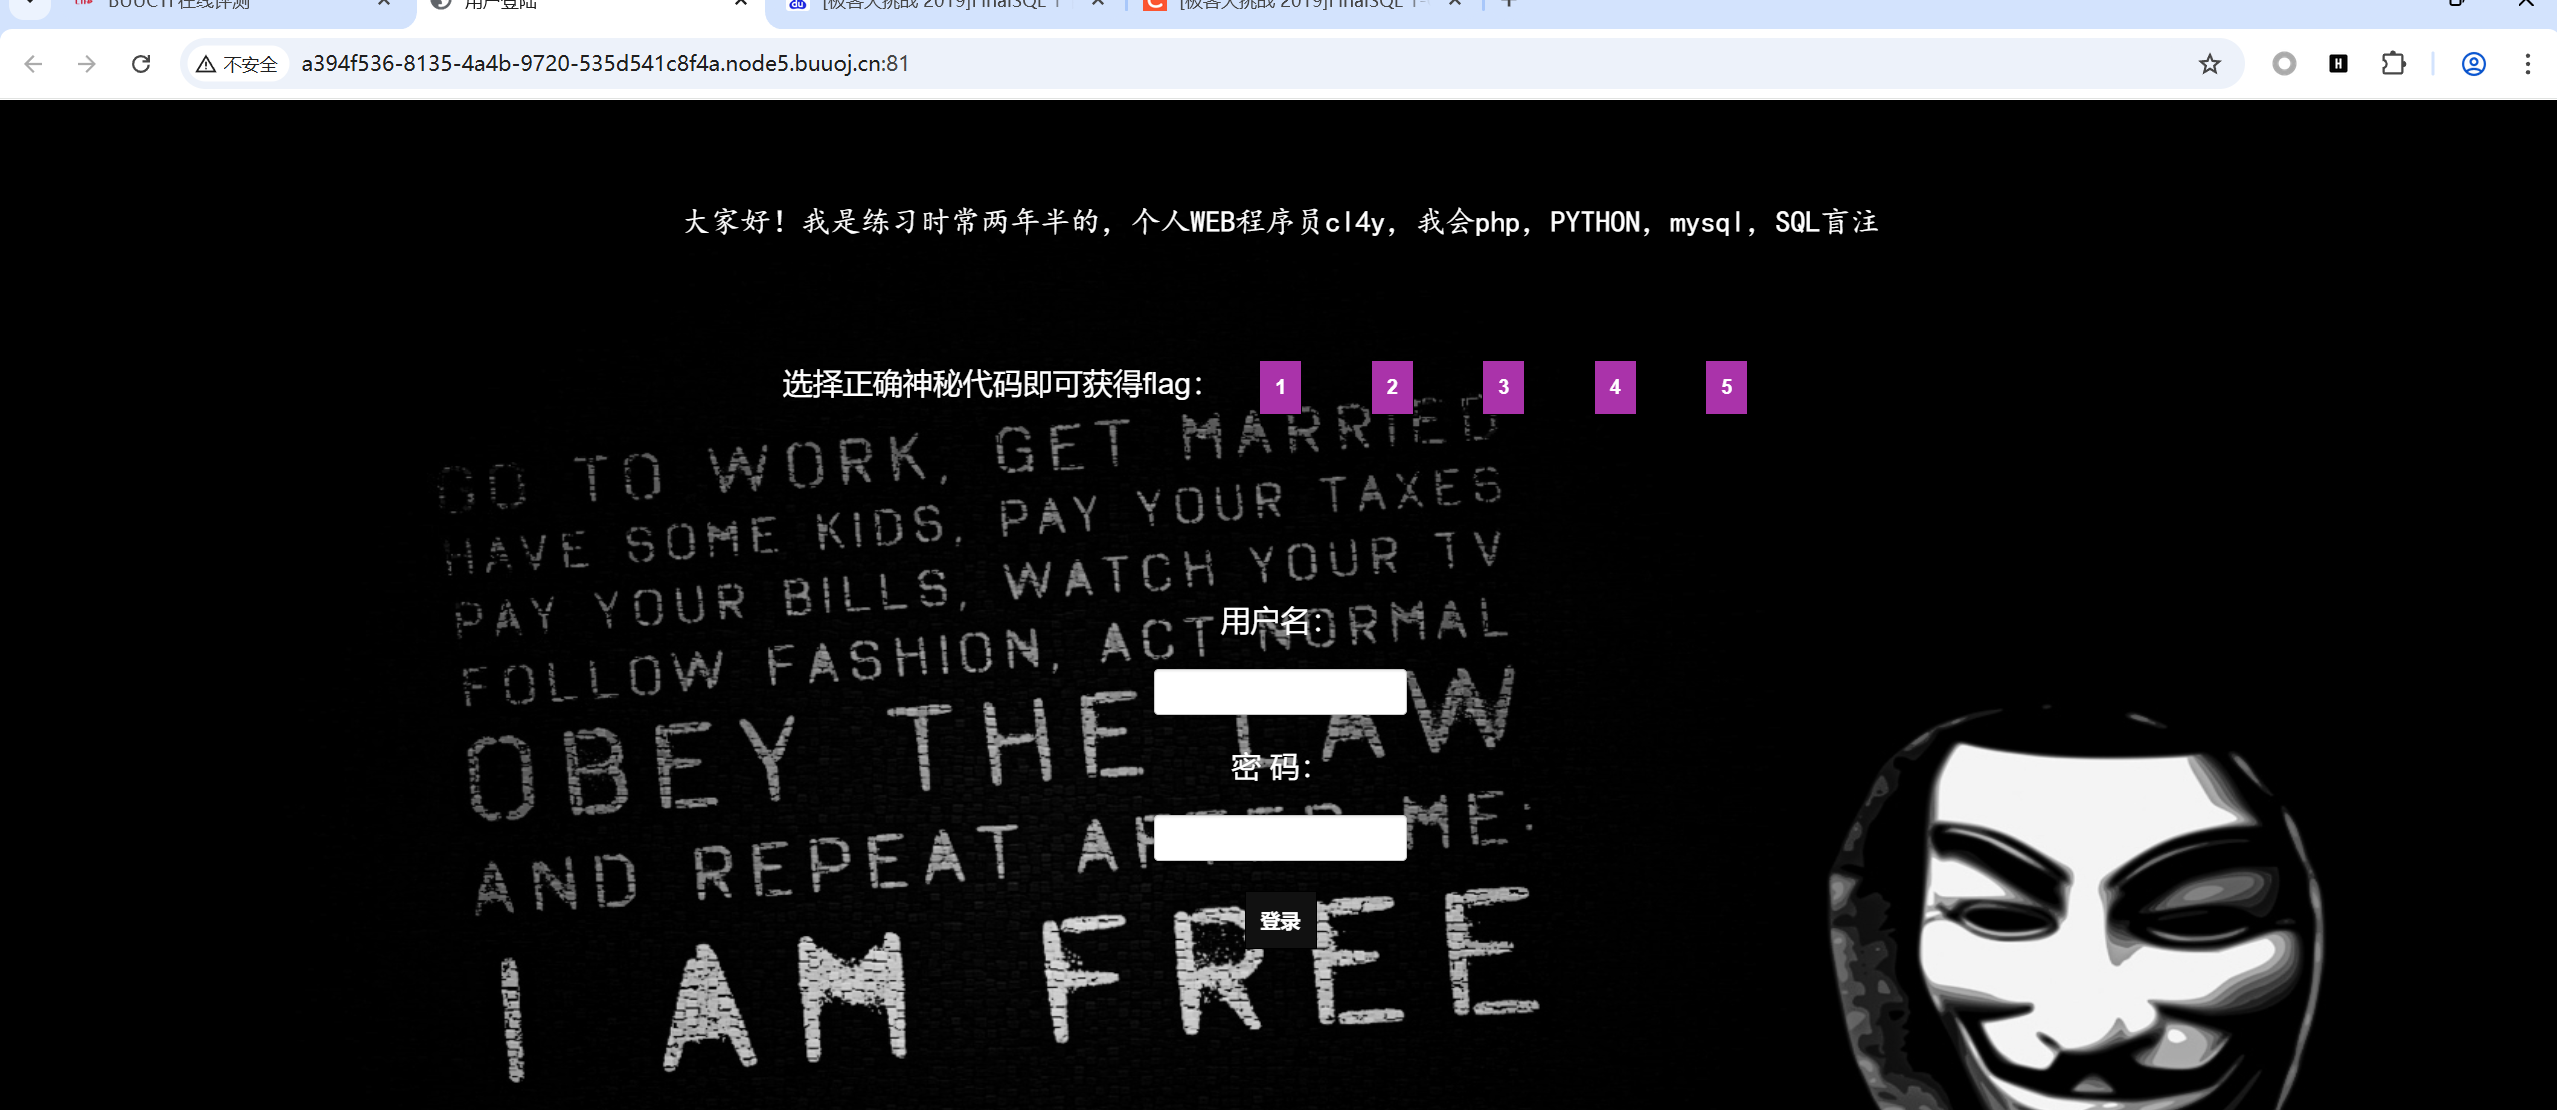 BUUCTF在线评测
用户登陆
[极客大挑战 2019]FinalSQL 1
[极客大挑战 2019]FinalSQL 1
不安全 a394f536-8135-4a4b-9720-535d541c8f4a.node5.buuoj.cn:81
大家好！我是练习时常两年半的，个人WEB程序员cl4y，我会php，PYTHON，mysql，SQL盲注
选择正确神秘代码即可获得flag： 1 2 3 4 5
GO TO WORK, GET MARRIED
HAVE SOME KIDS, PAY YOUR TAXES
PAY YOUR BILLS, WATCH YOUR TV
FOLLOW FASHION, ACT NORMAL
OBEY THE LAW
AND REPEAT AFTER ME:
I AM FREE
用户名：
密 码：
登录